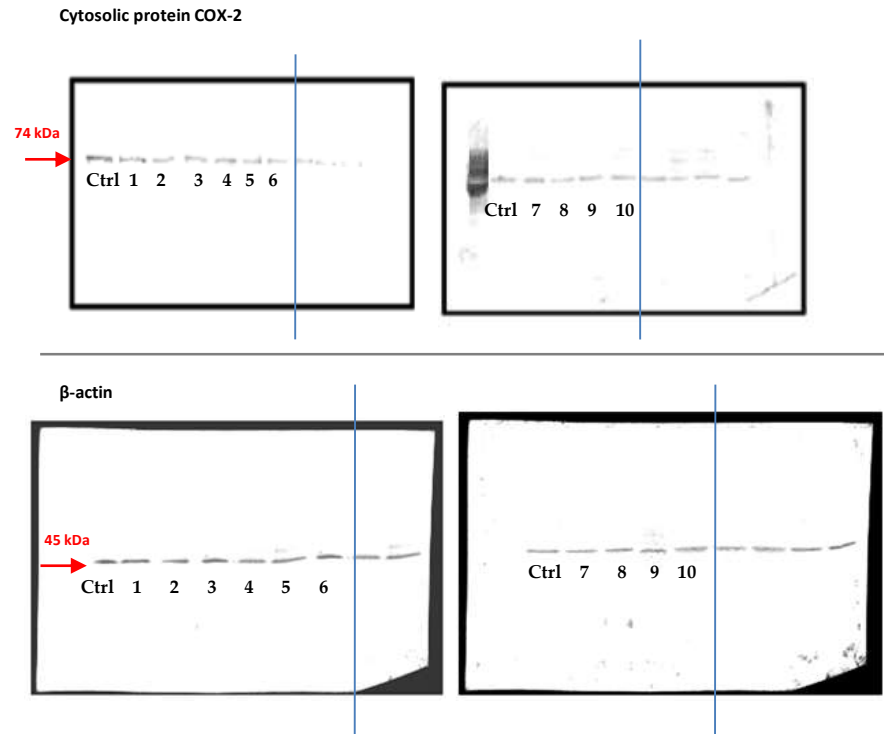 Cytosolic protein COX-2
74 kDa
Ctrl 1 2 3 4 5 6
Ctrl 7 8 9 10
β-actin
45 kDa
Ctrl 1 2 3 4 5 6
Ctrl 7 8 9 10